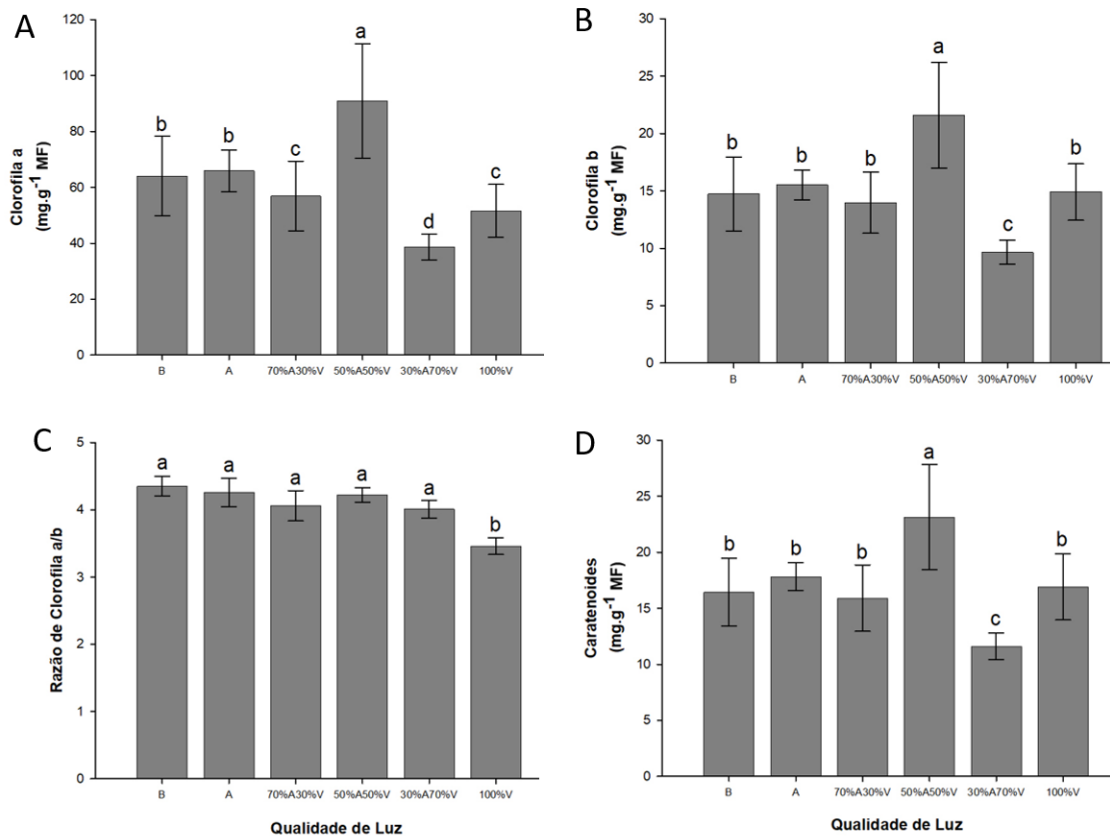 A
Clorofila a
(mg.g⁻¹ MF)
120
100
80
60
40
20
0
b
b
c
a
d
c
B
A
70%A30%V
50%A50%V
30%A70%V
100%V
B
Clorofila b
(mg.g⁻¹ MF)
30
25
20
15
10
5
0
b
b
b
a
c
b
B
A
70%A30%V
50%A50%V
30%A70%V
100%V
C
Razão de Clorofila a/b
5
4
3
2
1
0
a
a
a
a
a
b
B
A
70%A30%V
50%A50%V
30%A70%V
100%V
Qualidade de Luz
D
Caratenoides
(mg.g⁻¹ MF)
30
25
20
15
10
5
0
b
b
b
a
c
b
B
A
70%A30%V
50%A50%V
30%A70%V
100%V
Qualidade de Luz